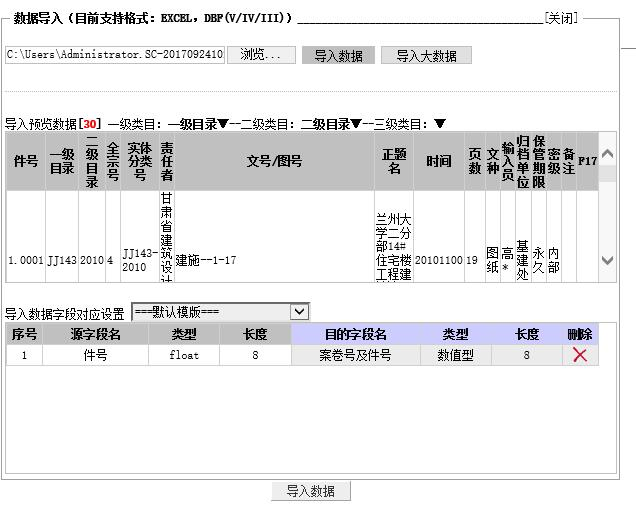 数据导入（目前支持格式：EXCEL，DBF(V/IV/III)）[关闭]
C:\Users\Administrator.SC-2017092410 浏览... 导入数据 导入大数据
导入预览数据[30] 一级类目：一级目录▼--二级类目：二级目录▼--三级类目：▼
件号 一级目录 二级目录 全宗号 实体分类号 责任者 文号/图号 正题名 时间 页数 文种 输入员 归档单位 保管期限 密级 备注 F17
1.0001 JJ143 2010 4 JJ143-2010 甘肃省建筑设计 建施--1-17 兰州大学二分部14#住宅楼工程建 20101100 19 图纸 高* 基建处 永久 内部
导入数据字段对应设置 ===默认模版===
序号 源字段名 类型 长度 目的字段名 类型 长度 删除
1 件号 float 8 案卷号及件号 数值型 8
导入数据